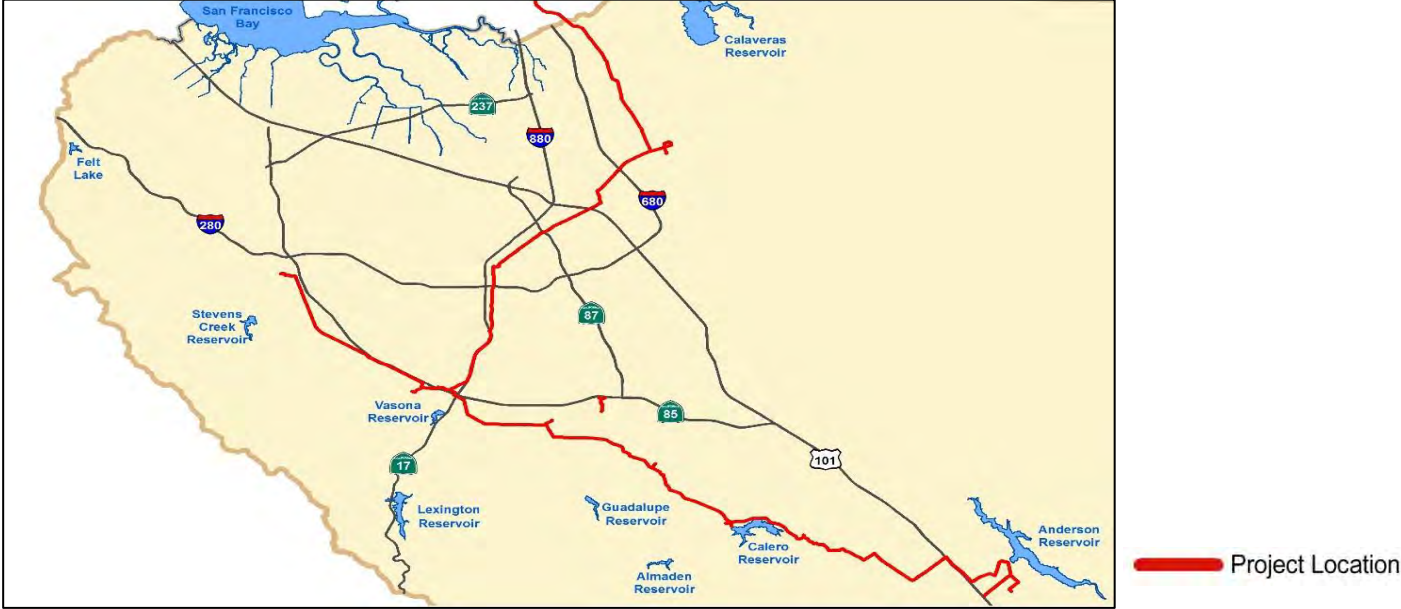 San Francisco
Bay
Calaveras
Reservoir
237
880
Felt
Lake
680
280
Stevens
Creek
Reservoir
87
Vasona
Reservoir
85
17
101
Lexington
Reservoir
Guadalupe
Reservoir
Anderson
Reservoir
Calero
Reservoir
Almaden
Reservoir
Project Location